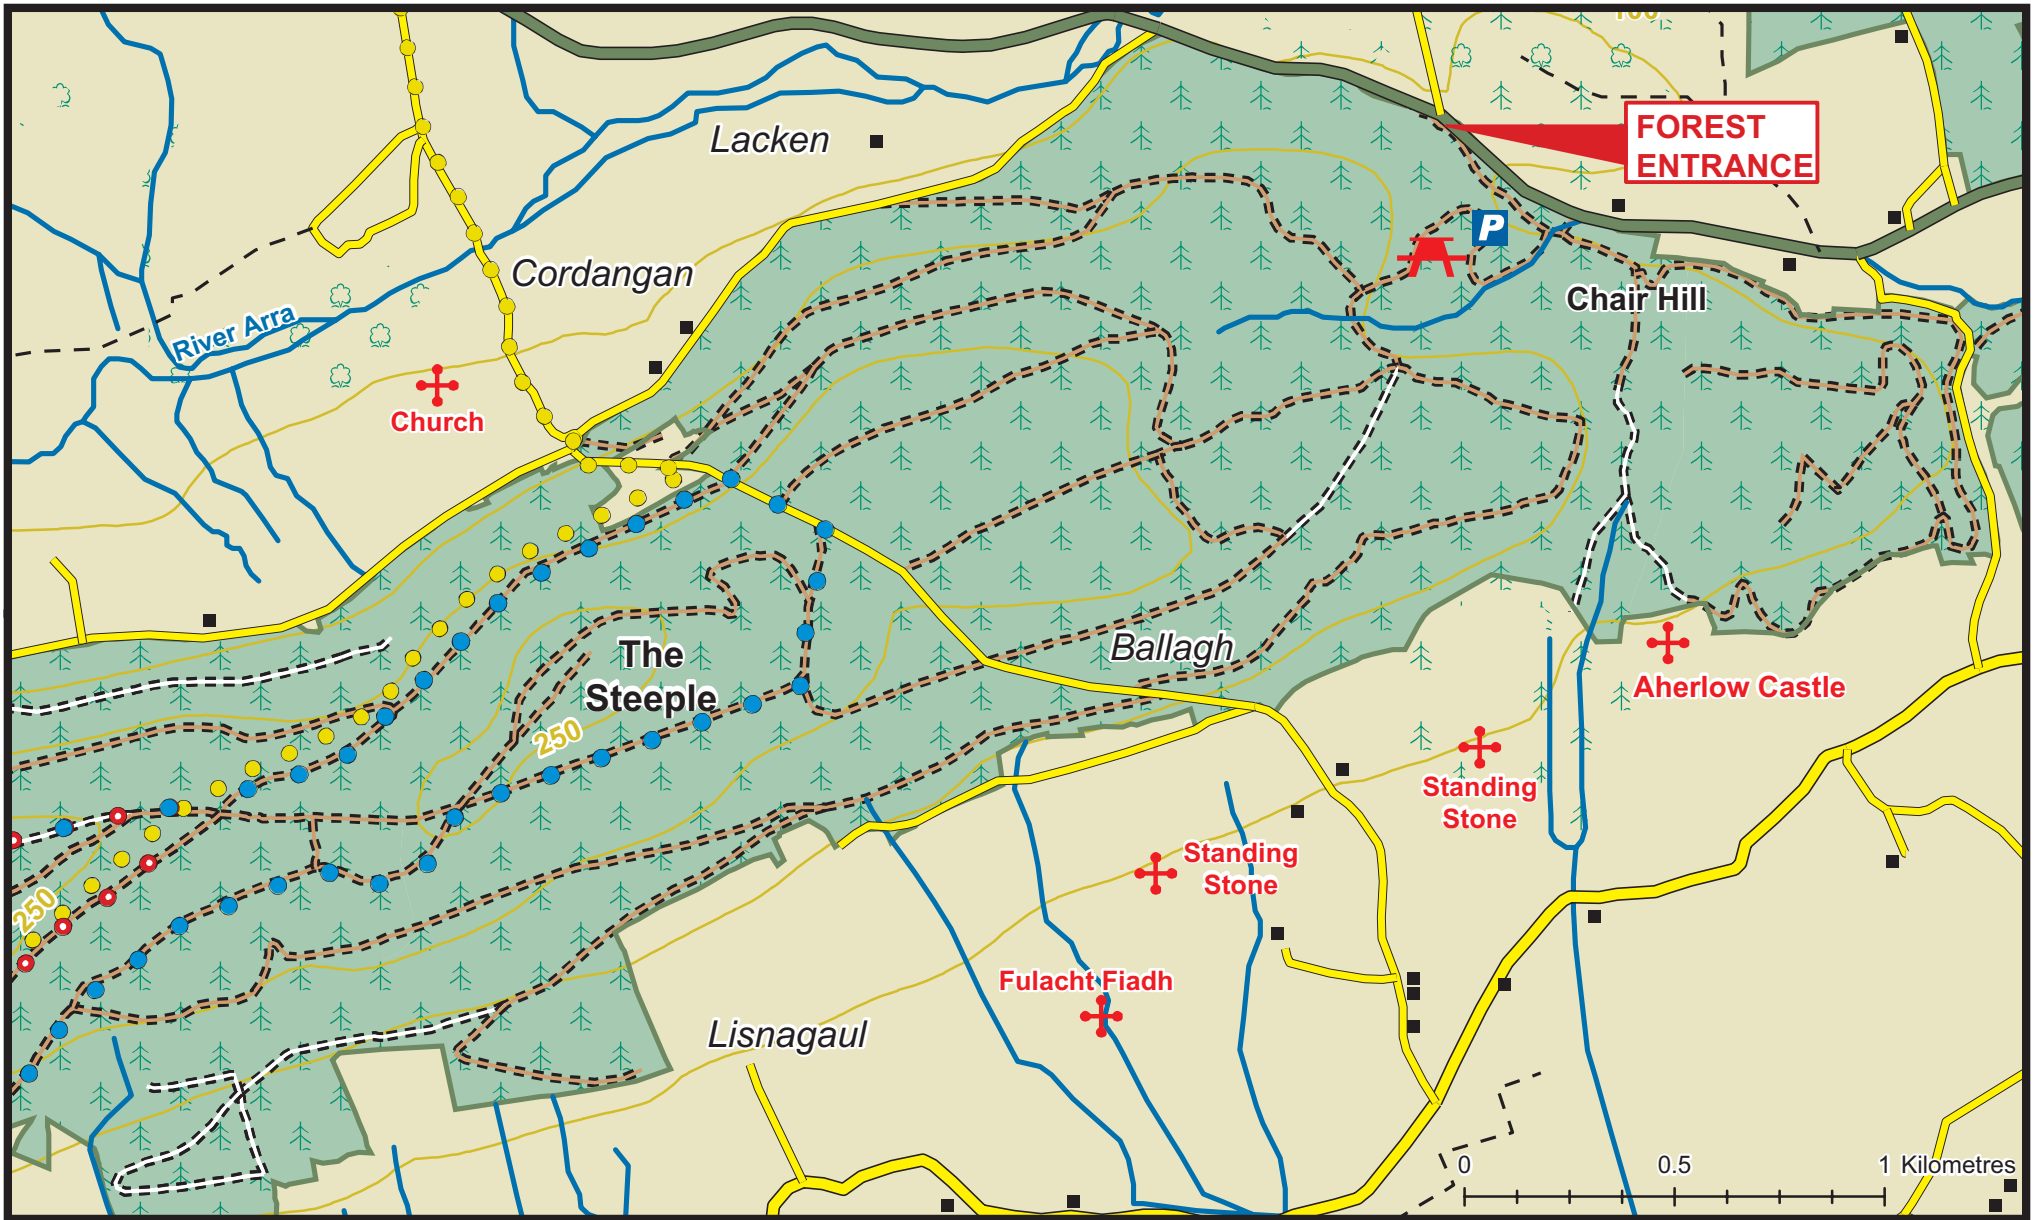 100
Lacken
FOREST
ENTRANCE
P
Cordangan
Chair Hill
River Arra
Church
The
Steeple
Ballagh
Aherlow Castle
250
Standing
Stone
Standing
Stone
250
Fulacht Fiadh
Lisnagaul
0 0.5 1 Kilometres